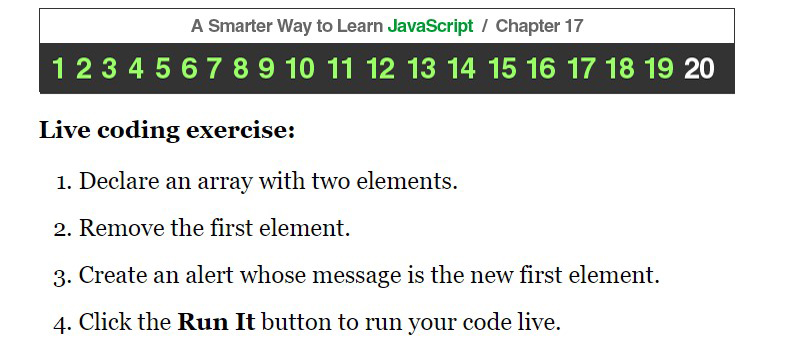 A Smarter Way to Learn JavaScript / Chapter 17
1 2 3 4 5 6 7 8 9 10 11 12 13 14 15 16 17 18 19 20
Live coding exercise:
1. Declare an array with two elements.
2. Remove the first element.
3. Create an alert whose message is the new first element.
4. Click the Run It button to run your code live.